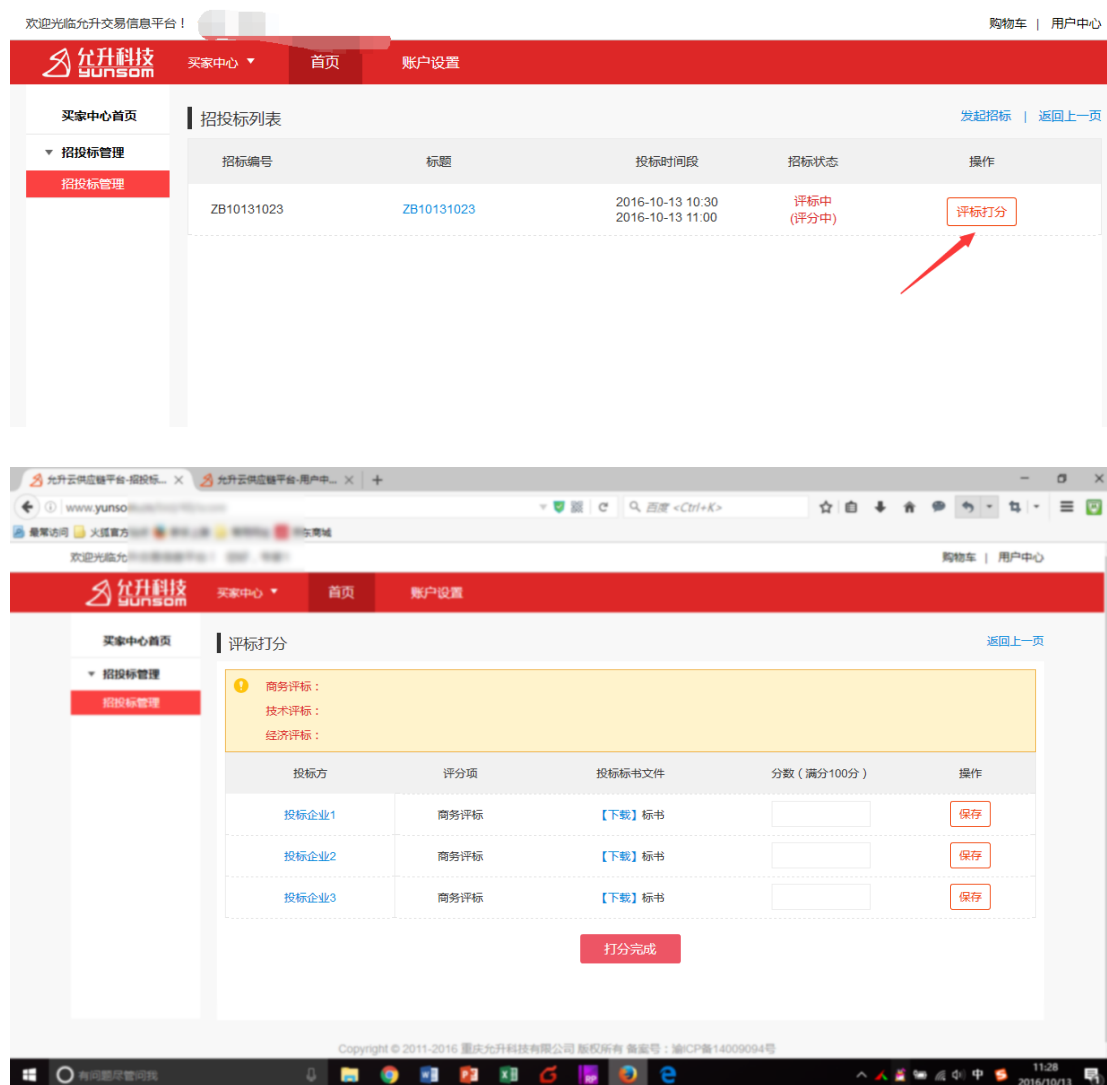 欢迎光临允升交易信息平台！
购物车 | 用户中心
允升科技
yunsom
买家中心 首页 账户设置
买家中心首页
招投标管理
招投标管理
招投标列表
发起招标 | 返回上一页
招标编号 标题 投标时间段 招标状态 操作
ZB10131023 ZB10131023 2016-10-13 10:30 评标中 评标打分
2016-10-13 11:00 (评分中)
允升云供应链平台-招投标... 允升云供应链平台-用户中...
www.yunso
百度 <Ctrl+K>
最常访问 火狐官方 东商城
欢迎光临允
购物车 | 用户中心
允升科技
yunsom
买家中心 首页 账户设置
买家中心首页
招投标管理
招投标管理
评标打分
返回上一页
商务评标：
技术评标：
经济评标：
投标方 评分项 投标标书文件 分数（满分100分） 操作
投标企业1 商务评标 【下载】标书 保存
投标企业2 商务评标 【下载】标书 保存
投标企业3 商务评标 【下载】标书 保存
打分完成
Copyright © 2011-2016 重庆允升科技有限公司 版权所有 备案号：渝ICP备14009094号
有问题尽管问我
中
11:28
2016/10/13